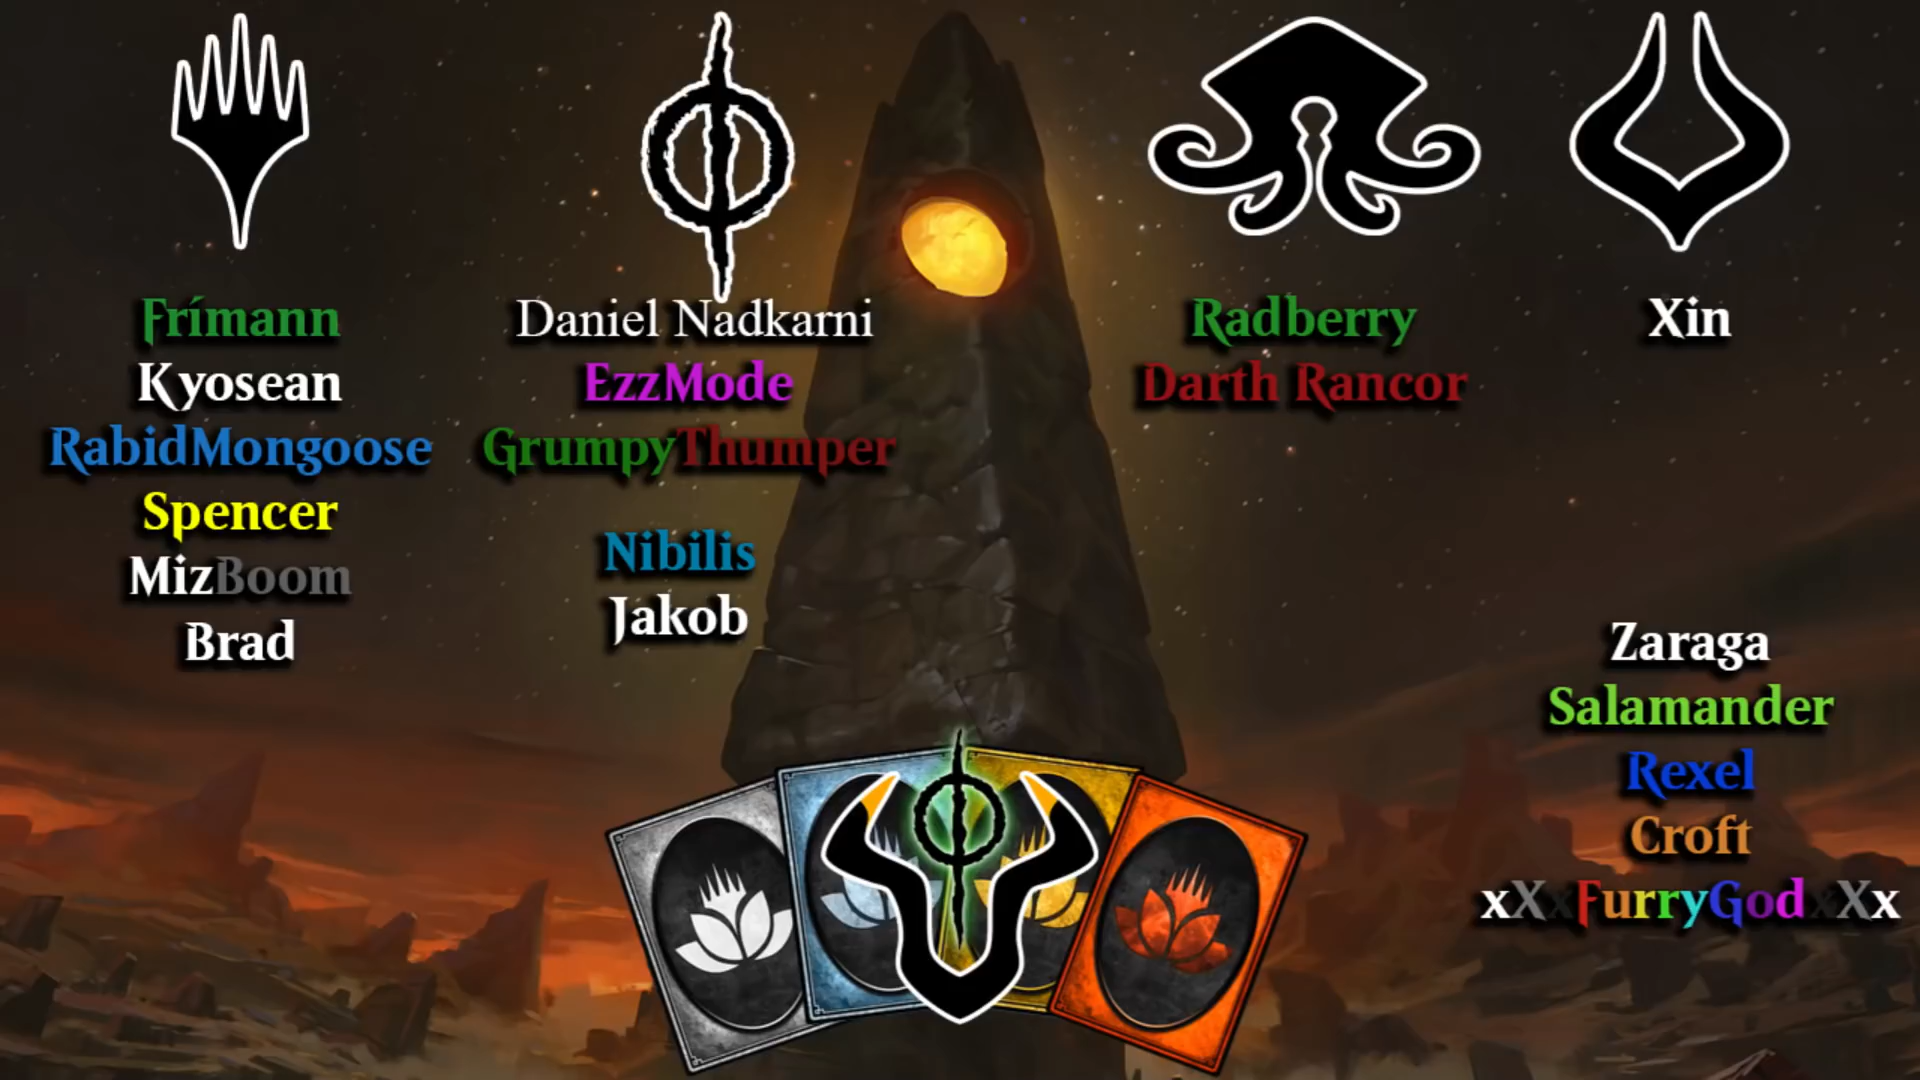 Frímann
Kyosean
RabidMongoose
Spencer
MizBoom
Brad
Daniel Nadkarni
EzzMode
GrumpyThumper
Nibilis
Jakob
Radberry
Darth Rancor
Xin
Zaraga
Salamander
Rexel
Croft
xXxFurryGodxXx